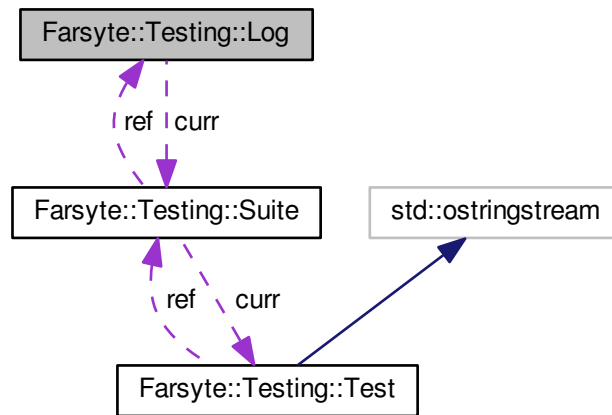 Farsyte::Testing::Log
ref curr
Farsyte::Testing::Suite
std::ostringstream
ref curr
Farsyte::Testing::Test